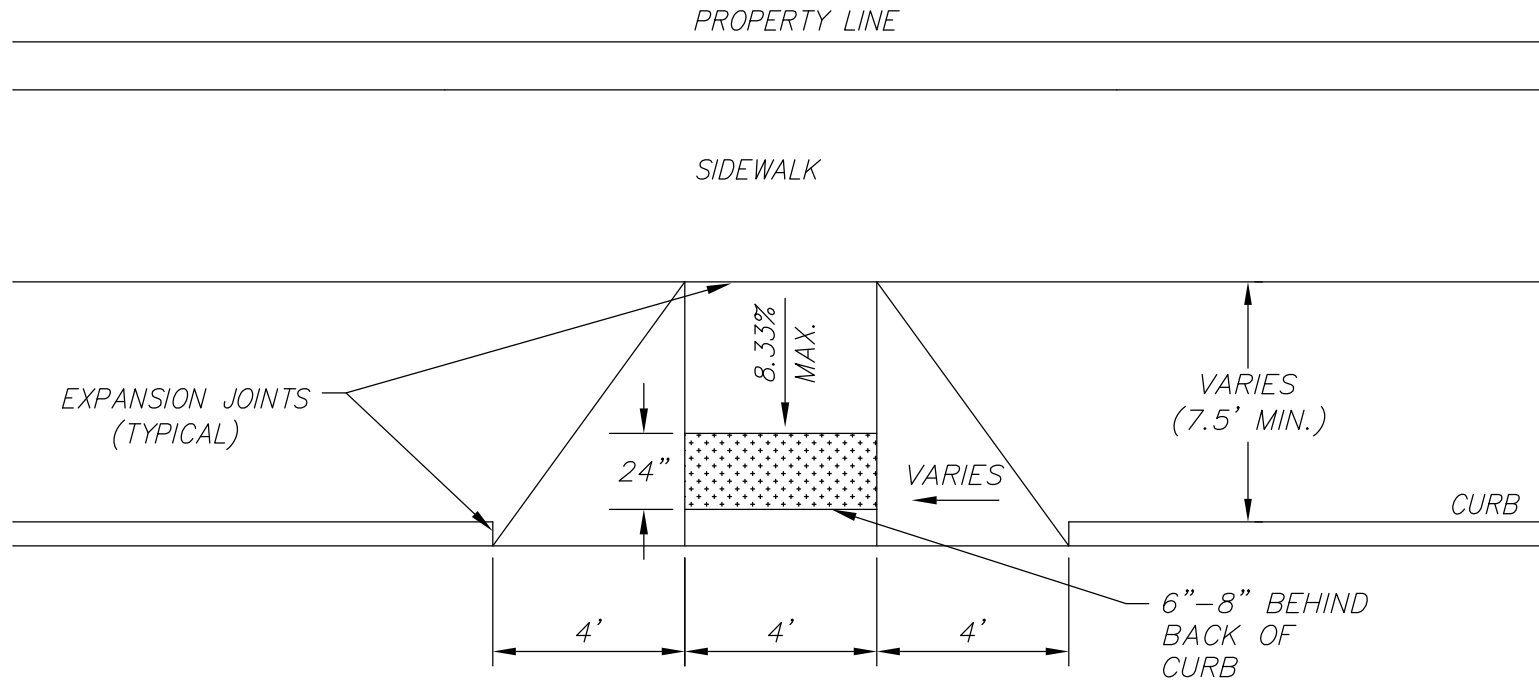 PROPERTY LINE
SIDEWALK
8.33%
MAX.
EXPANSION JOINTS
(TYPICAL)
VARIES
(7.5' MIN.)
24"
VARIES
CURB
6"-8" BEHIND
BACK OF
CURB
4'
4'
4'